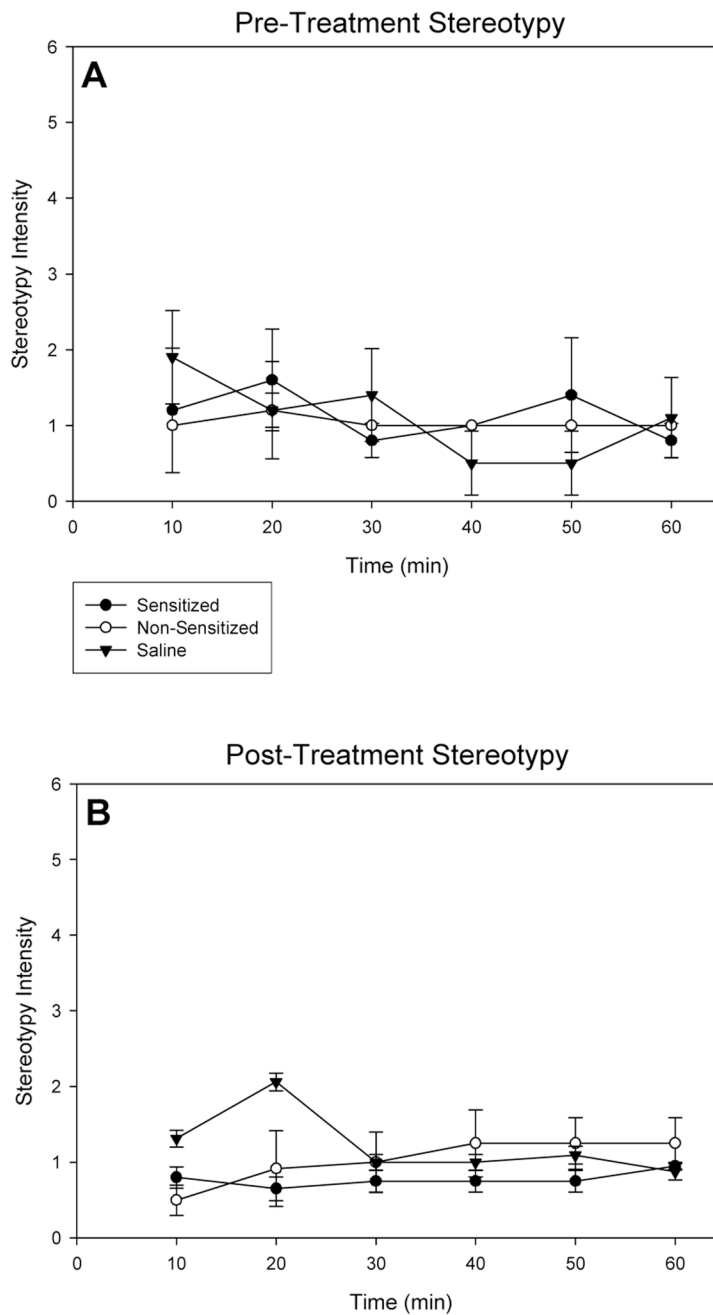 Pre-Treatment Stereotypy
A
6
5
4
3
2
1
0
Stereotypy Intensity
0 10 20 30 40 50 60
Time (min)
Sensitized
Non-Sensitized
Saline
Post-Treatment Stereotypy
B
6
5
4
3
2
1
0
Stereotypy Intensity
0 10 20 30 40 50 60
Time (min)